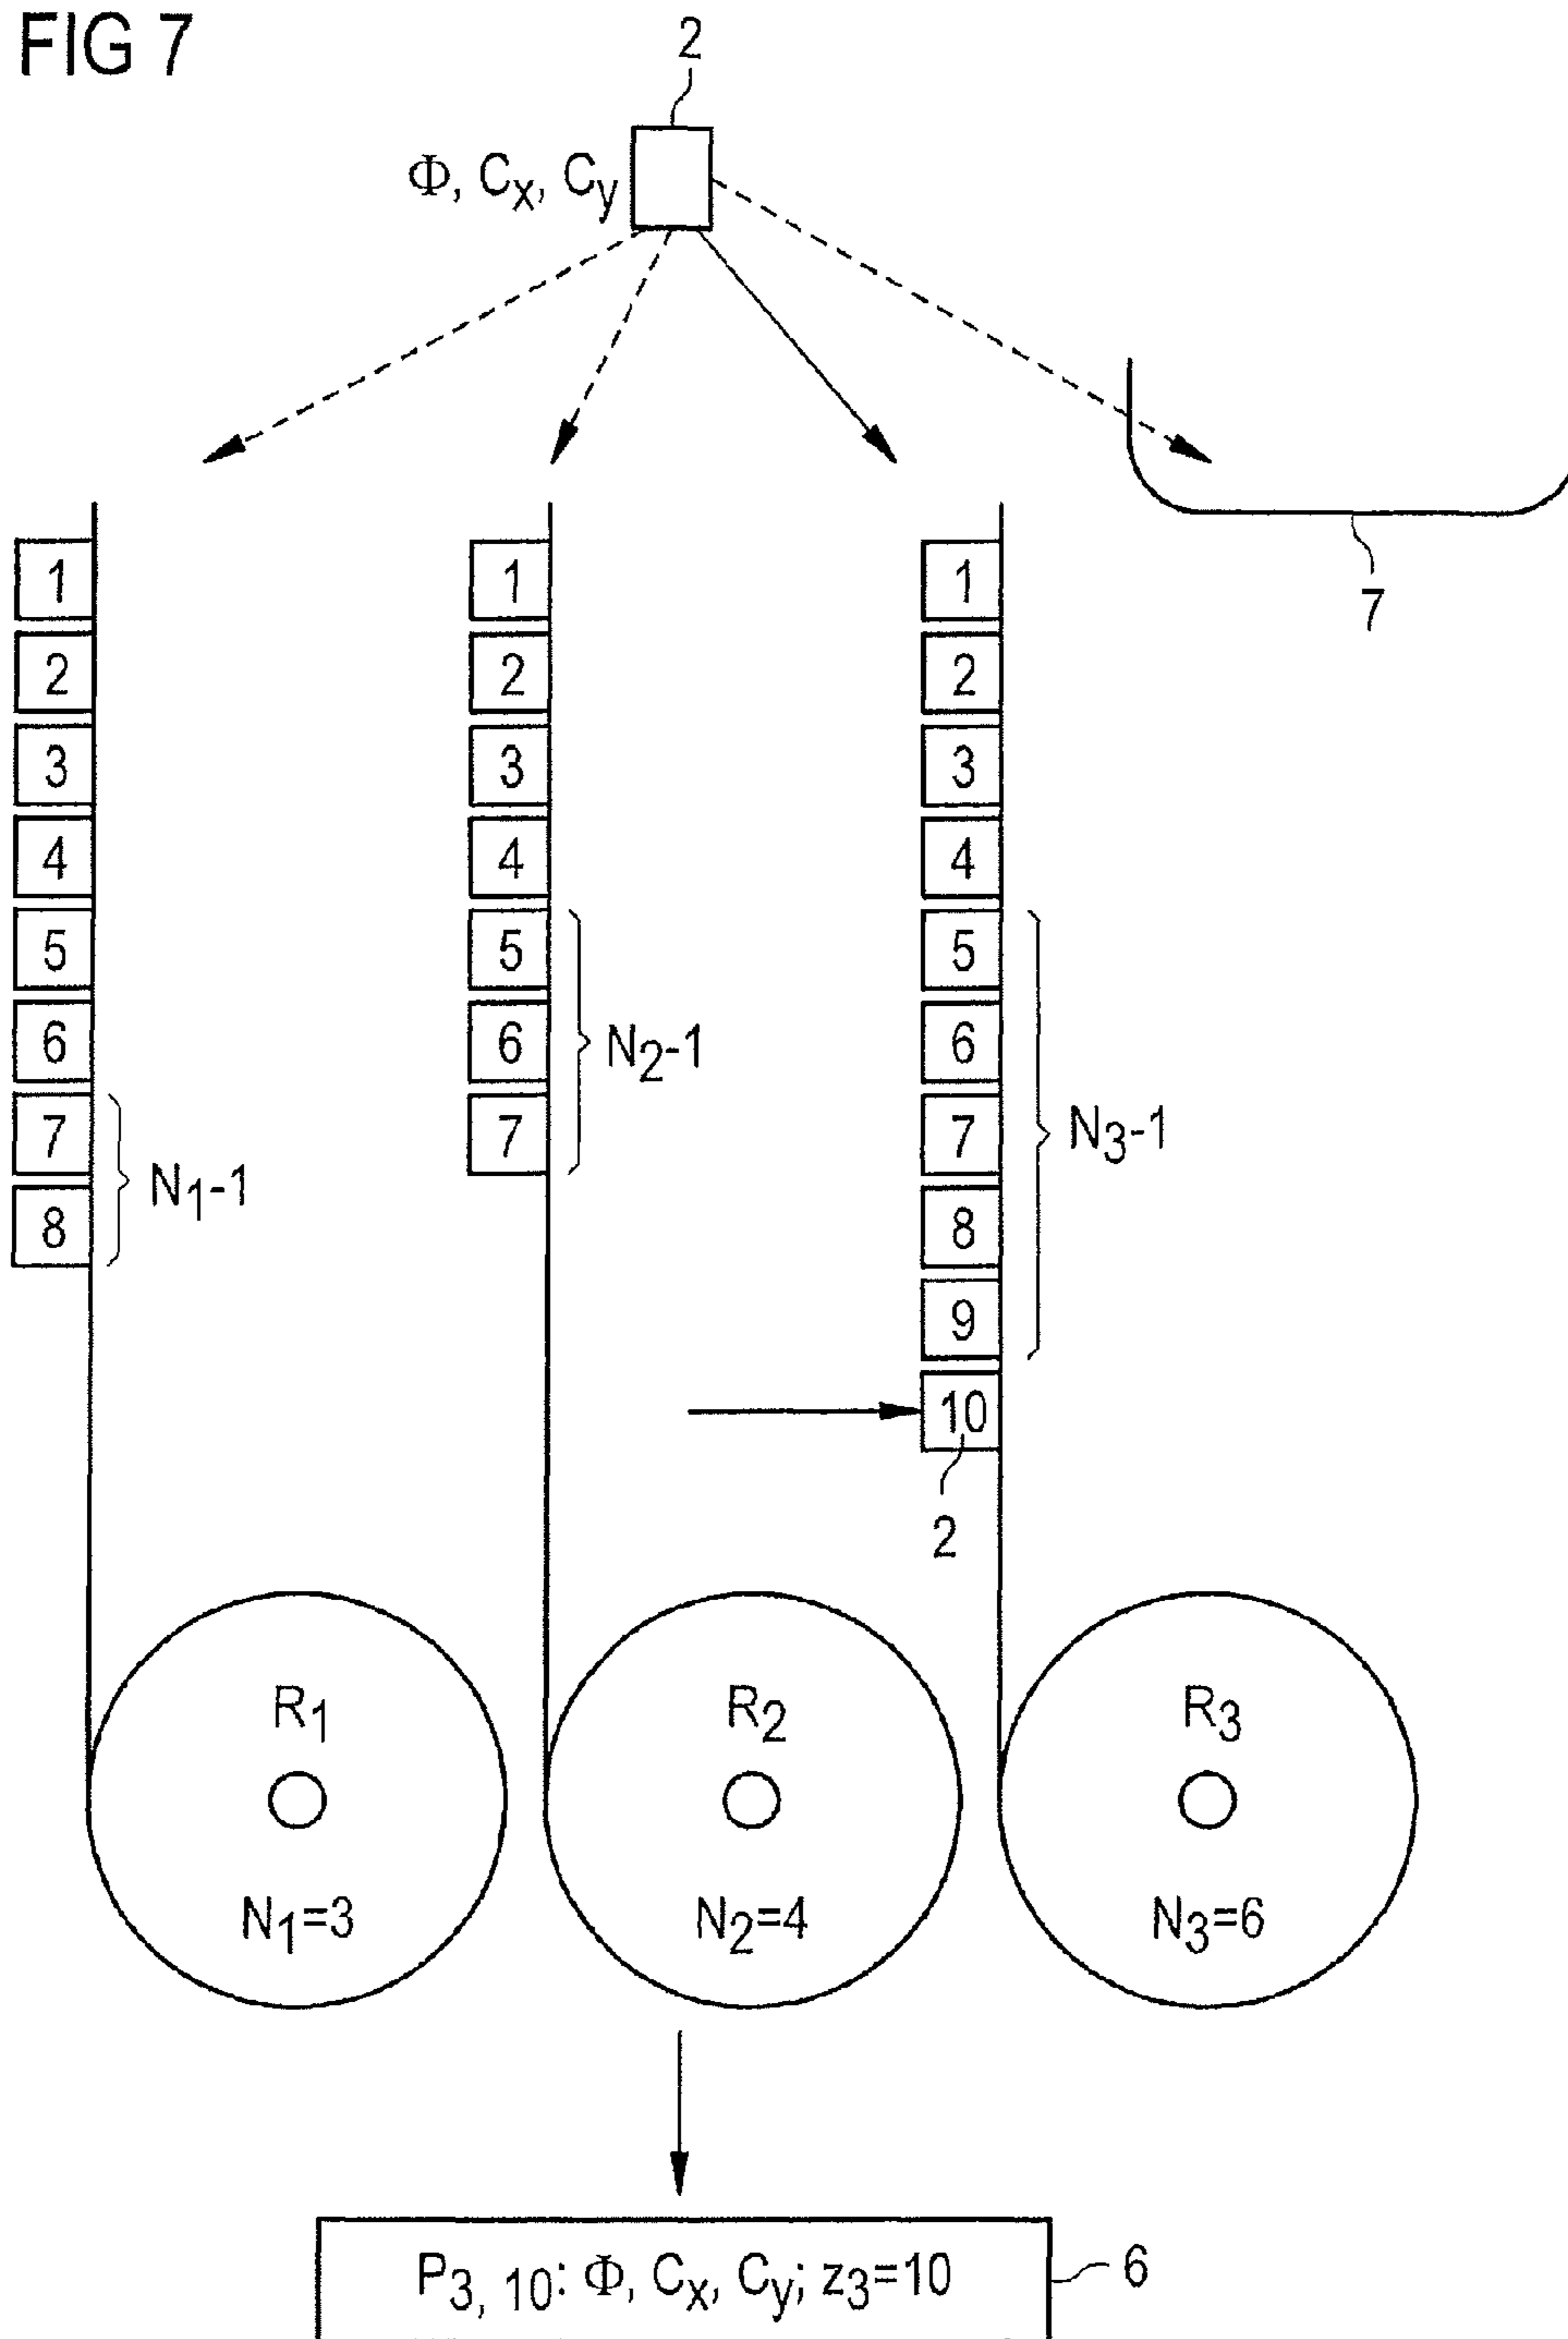 FIG 7
2
Φ, Cx, Cy
7
1 1 1
2 2 2
3 3 3
4 4 4
5 5 5
6 6 6
N2-1
7 7 7
N3-1
N1-1
8 8
9
10
2
R1 R2 R3
N1=3 N2=4 N3=6
P3, 10: Φ, Cx, Cy; z3=10
6